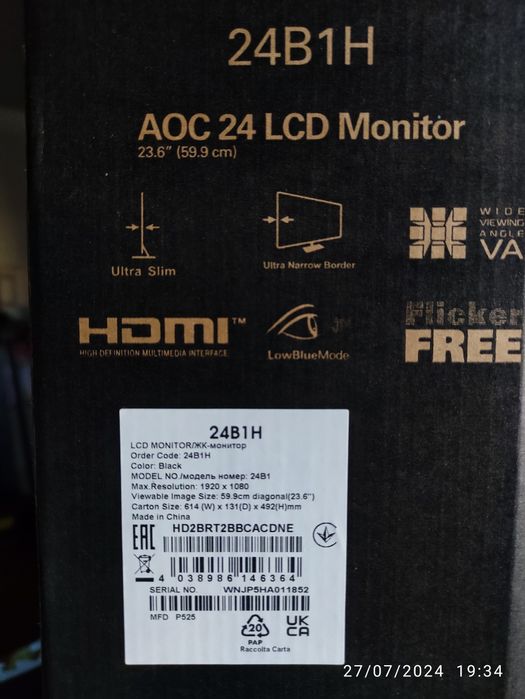 24B1H
AOC 24 LCD Monitor
23.6" (59.9 cm)
WIDE
VIEWING
ANGLE
VA
Ultra Slim
Ultra Narrow Border
HDMI™
HIGH DEFINITION MULTIMEDIA INTERFACE
LowBlueMode
Flicker
FREE
24B1H
LCD MONITOR/ЖК-монитор
Order Code: 24B1H
Color: Black
MODEL NO./модель номер: 24B1
Max.Resolution: 1920 x 1080
Viewable Image Size: 59.9cm diagonal(23.6")
Carton Size: 614 (W) x 131(D) x 492(H)mm
Made in China
HD2BRT2BBCACDNE
EAC
4 038986 146364
SERIAL NO. WNJP5HA011852
MFD P525
20
PAP
Raccolta Carta
UK
CA
27/07/2024 19:34